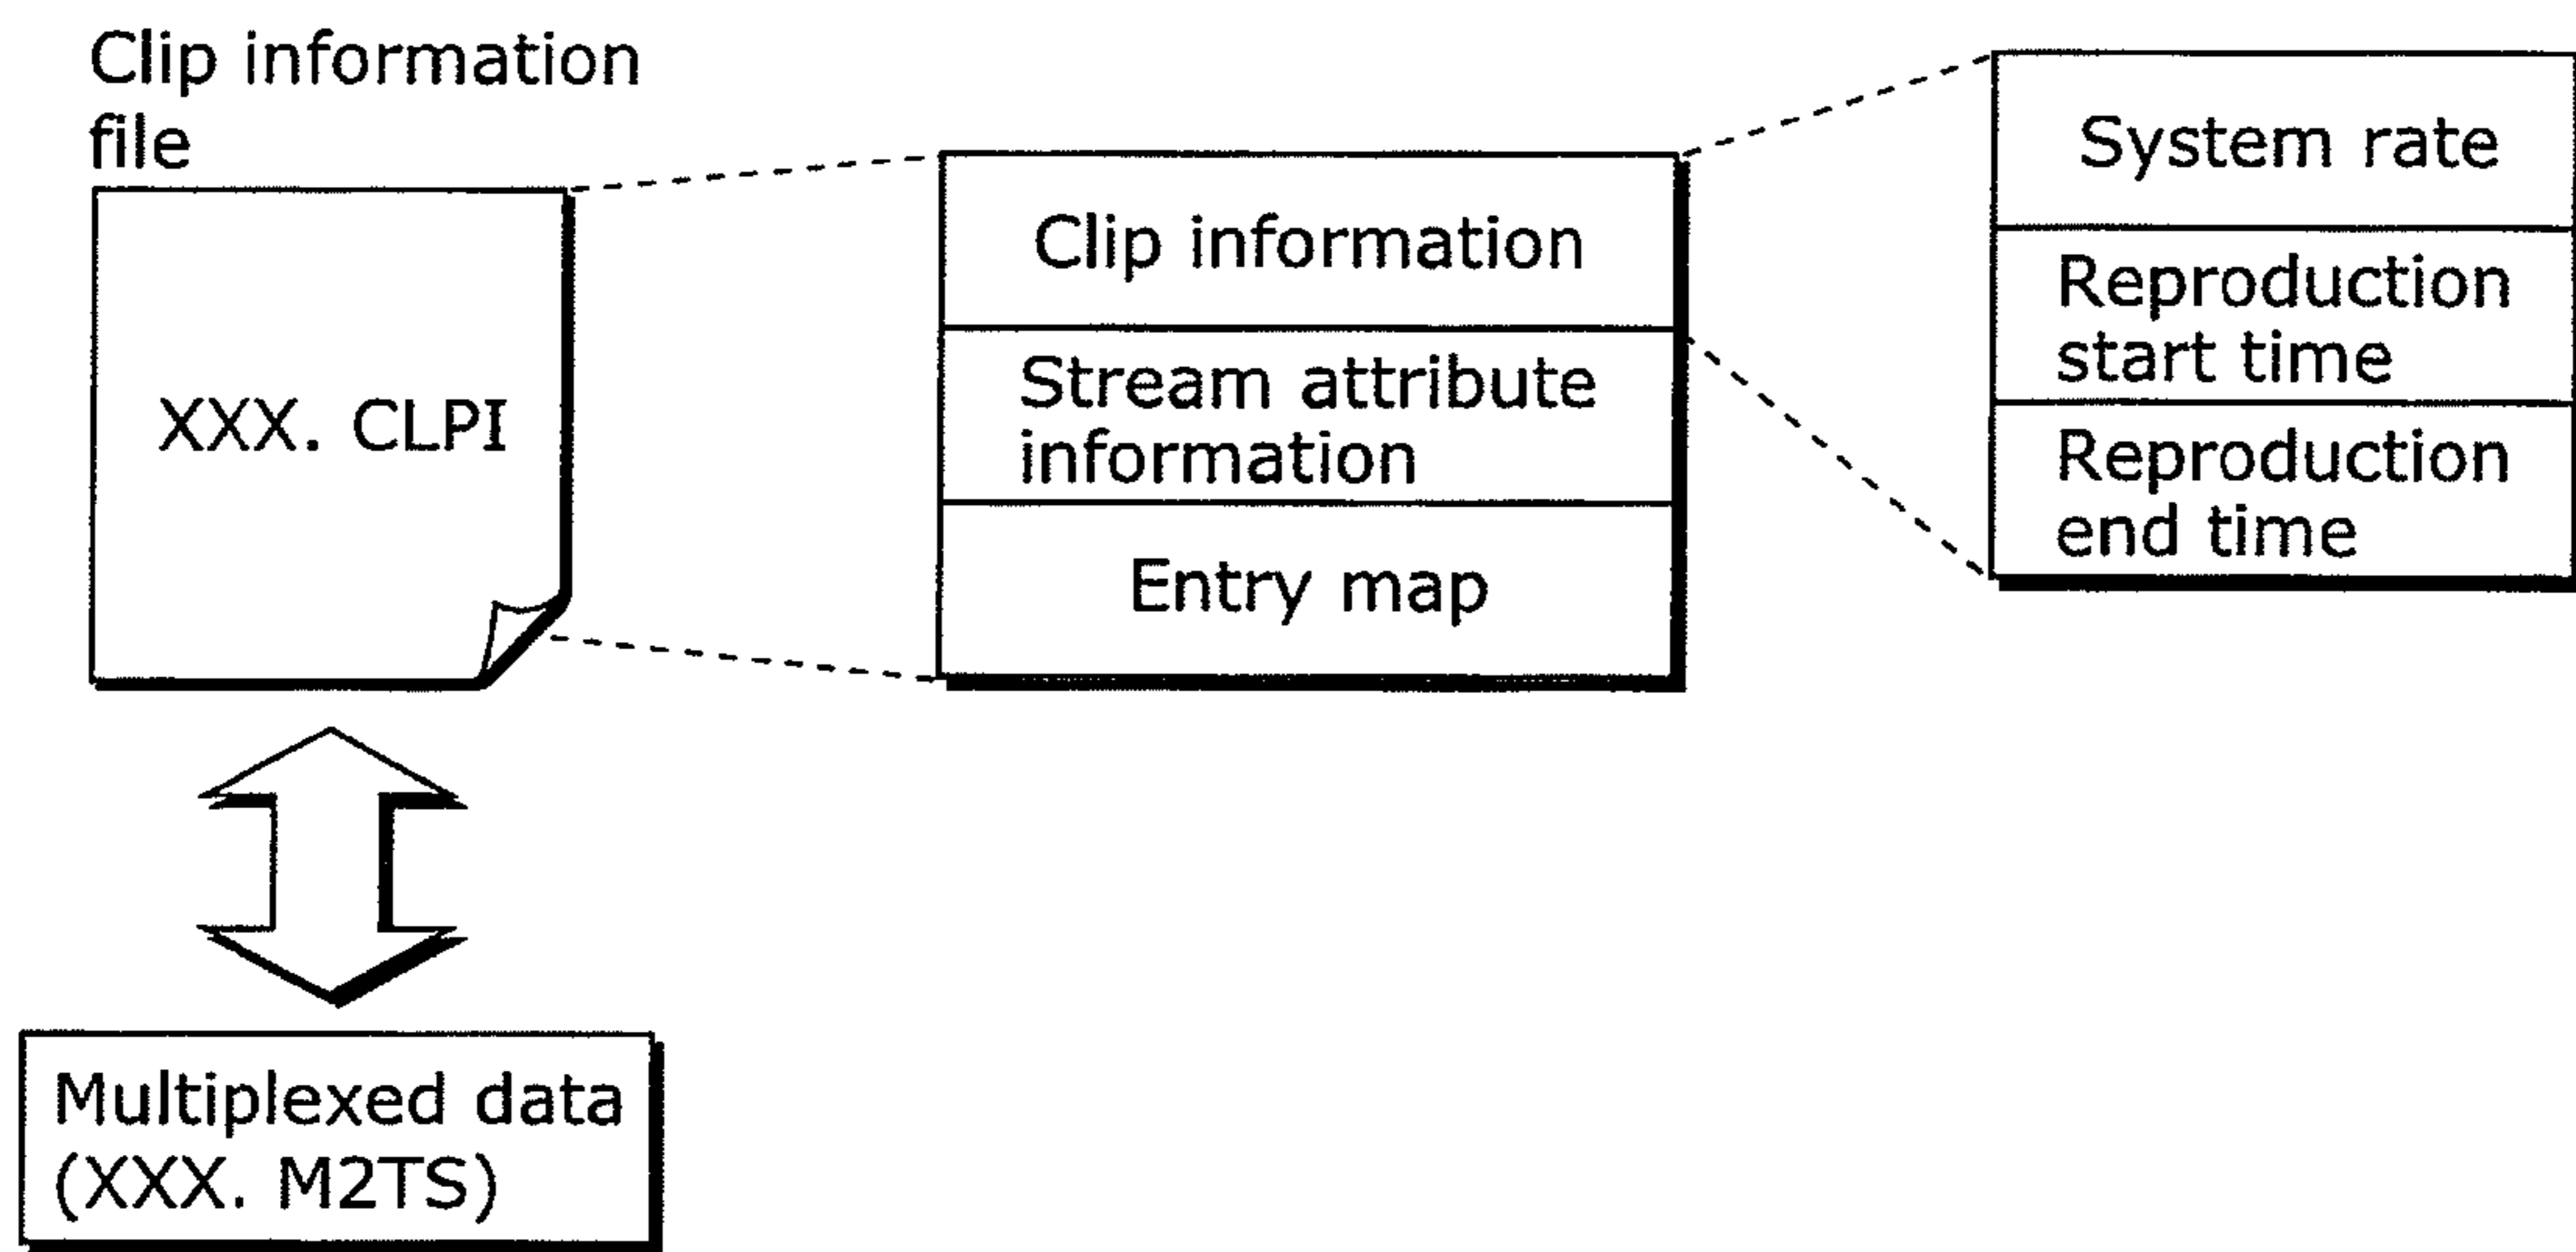 Clip information
file
XXX. CLPI
Clip information
Stream attribute
information
Entry map
System rate
Reproduction
start time
Reproduction
end time
Multiplexed data
(XXX. M2TS)